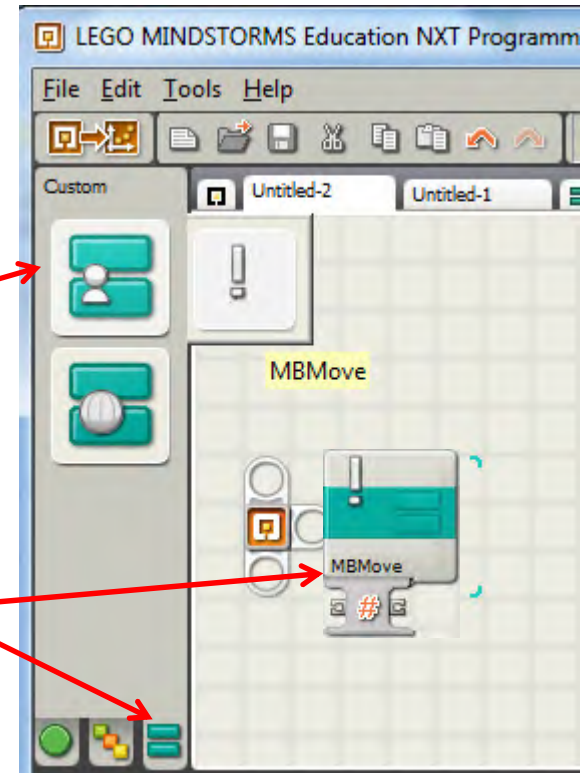 LEGO MINDSTORMS Education NXT Programm
File Edit Tools Help
Custom
Untitled-2 Untitled-1
MBMove
MBMove
#